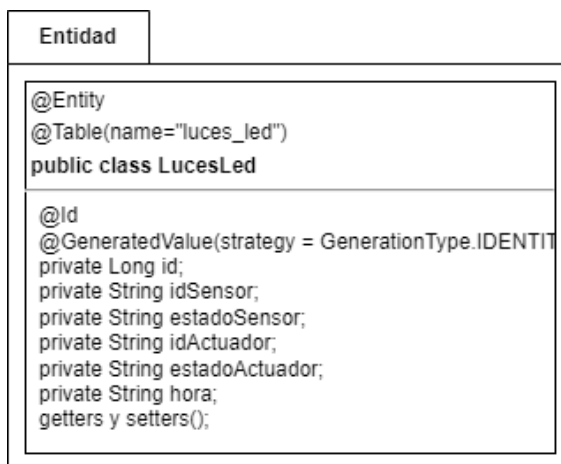 Entidad
@Entity
@Table(name="luces_led")
public class LucesLed
@Id
@GeneratedValue(strategy = GenerationType.IDENTIT
private Long id;
private String idSensor;
private String estadoSensor;
private String idActuador;
private String estadoActuador;
private String hora;
getters y setters();